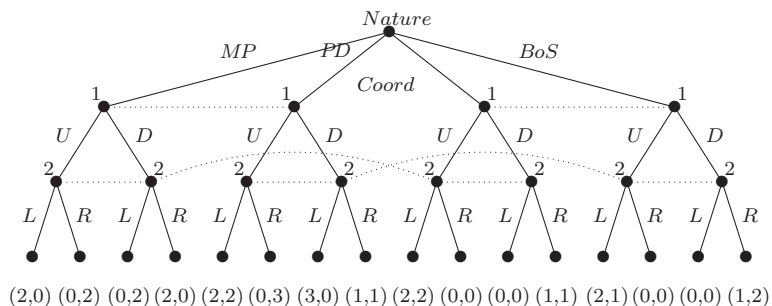 Nature
MP PD BoS
Coord
1 1 1 1
U D U D U D U D
2 2 2 2 2 2 2 2
L R L R L R L R L R L R L R L R
(2,0) (0,2) (0,2) (2,0) (2,2) (0,3) (3,0) (1,1) (2,2) (0,0) (0,0) (1,1) (2,1) (0,0) (0,0) (1,2)